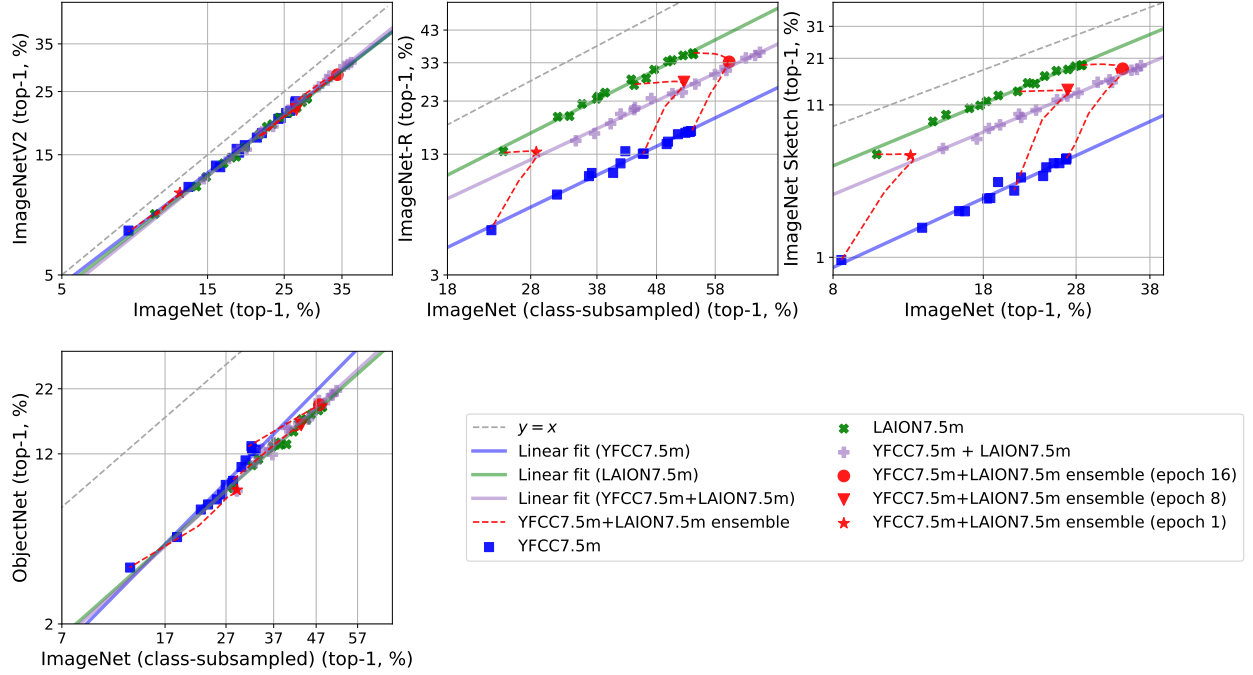 35
25
15
5
ImageNetV2 (top-1, %)
5
15
25
35
ImageNet (top-1, %)
43
33
23
13
3
ImageNet-R (top-1, %)
18
28
38
48
58
ImageNet (class-subsampled) (top-1, %)
31
21
11
1
ImageNet Sketch (top-1, %)
8
18
28
38
ImageNet (top-1, %)
22
12
2
ObjectNet (top-1, %)
7
17
27
37
47
57
ImageNet (class-subsampled) (top-1, %)
y = x
Linear fit (YFCC7.5m)
Linear fit (LAION7.5m)
Linear fit (YFCC7.5m+LAION7.5m)
YFCC7.5m+LAION7.5m ensemble
YFCC7.5m
LAION7.5m
YFCC7.5m + LAION7.5m
YFCC7.5m+LAION7.5m ensemble (epoch 16)
YFCC7.5m+LAION7.5m ensemble (epoch 8)
YFCC7.5m+LAION7.5m ensemble (epoch 1)